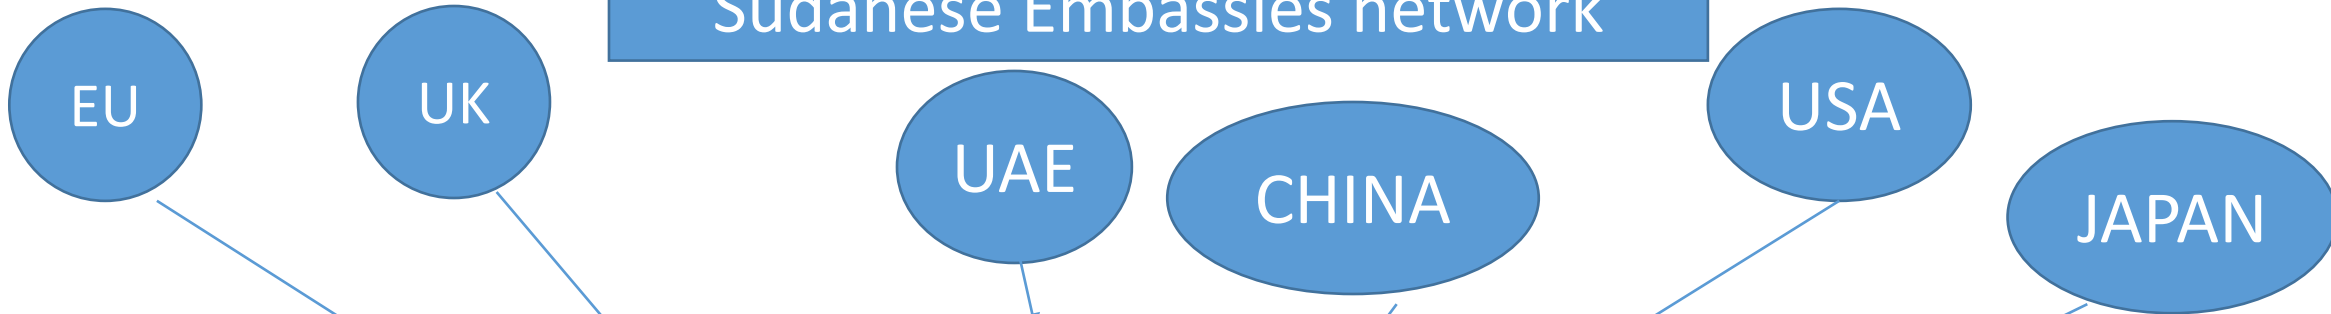 Sudanese Embassies network
EU
UK
UAE
CHINA
USA
JAPAN